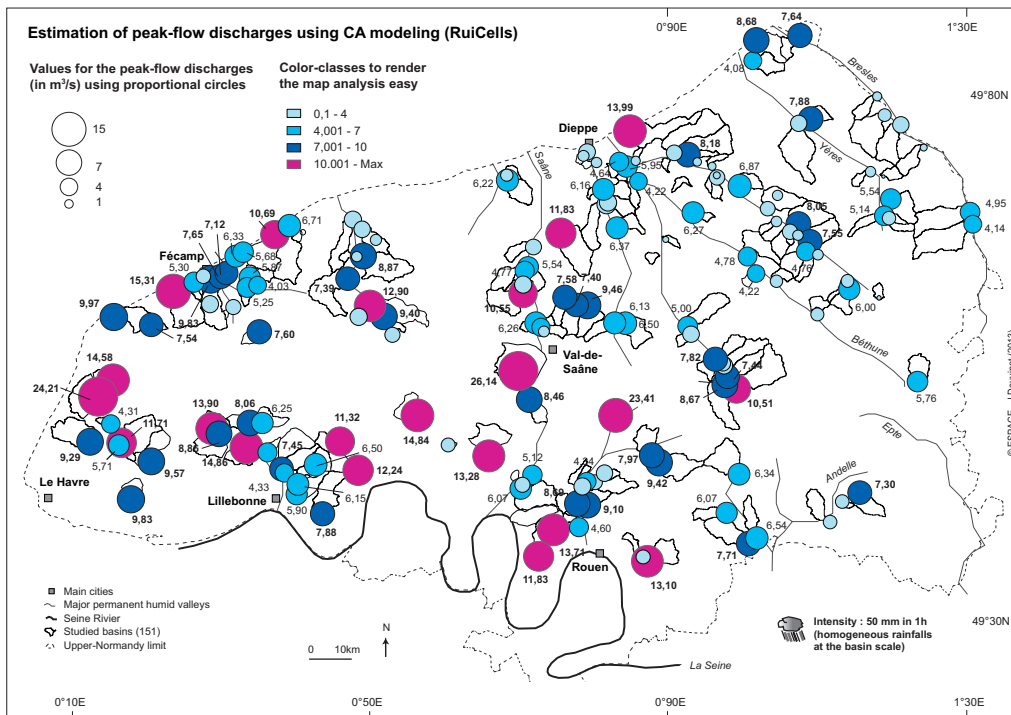 Estimation of peak-flow discharges using CA modeling (RuiCells)
Values for the peak-flow discharges
(in m³/s) using proportional circles
15
7
4
1
Color-classes to render
the map analysis easy
0,1 - 4
4,001 - 7
7,001 - 10
10.001 - Max
0°90E
1°30E
49°80N
8,68
7,64
4,08
Bresles
7,88
Yères
13,99
Dieppe
8,18
Saâne
4,64
5,95
6,22
6,16
4,22
6,87
5,54
5,14
4,95
4,14
10,69
6,71
7,12
7,65
6,33
Fécamp
5,68
5,30
5,87
4,03
15,31
5,25
9,97
9,83
7,54
7,60
8,87
7,39
12,90
9,40
11,83
6,37
6,27
8,05
7,55
4,78
4,76
4,22
6,00
5,54
4,77
7,58
7,40
9,46
10,55
6,26
6,13
6,50
5,00
Val-de-
Saâne
Béthune
7,82
7,44
8,67
10,51
5,76
14,58
24,21
4,31
11,71
5,71
9,29
9,57
Le Havre
9,83
13,90
8,06
6,25
14,86
7,45
11,32
6,50
12,24
4,33
Lillebonne
6,15
5,90
7,88
26,14
8,46
14,84
23,41
13,28
5,12
7,97
9,42
6,07
9,10
4,60
13,71
Rouen
11,83
13,10
Epte
6,34
Andelle
7,30
6,07
6,54
7,71
Main cities
Major permanent humid valleys
Seine Rivier
Studied basins (151)
Upper-Normandy limit
N
0 10km
Intensity : 50 mm in 1h
(homogeneous rainfalls
at the basin scale)
49°30N
La Seine
0°10E
0°50E
0°90E
1°30E